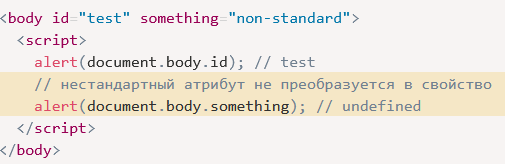 <body id="test" something="non-standard">
  <script>
    alert(document.body.id); // test
    // нестандартный атрибут не преобразуется в свойство
    alert(document.body.something); // undefined
  </script>
</body>